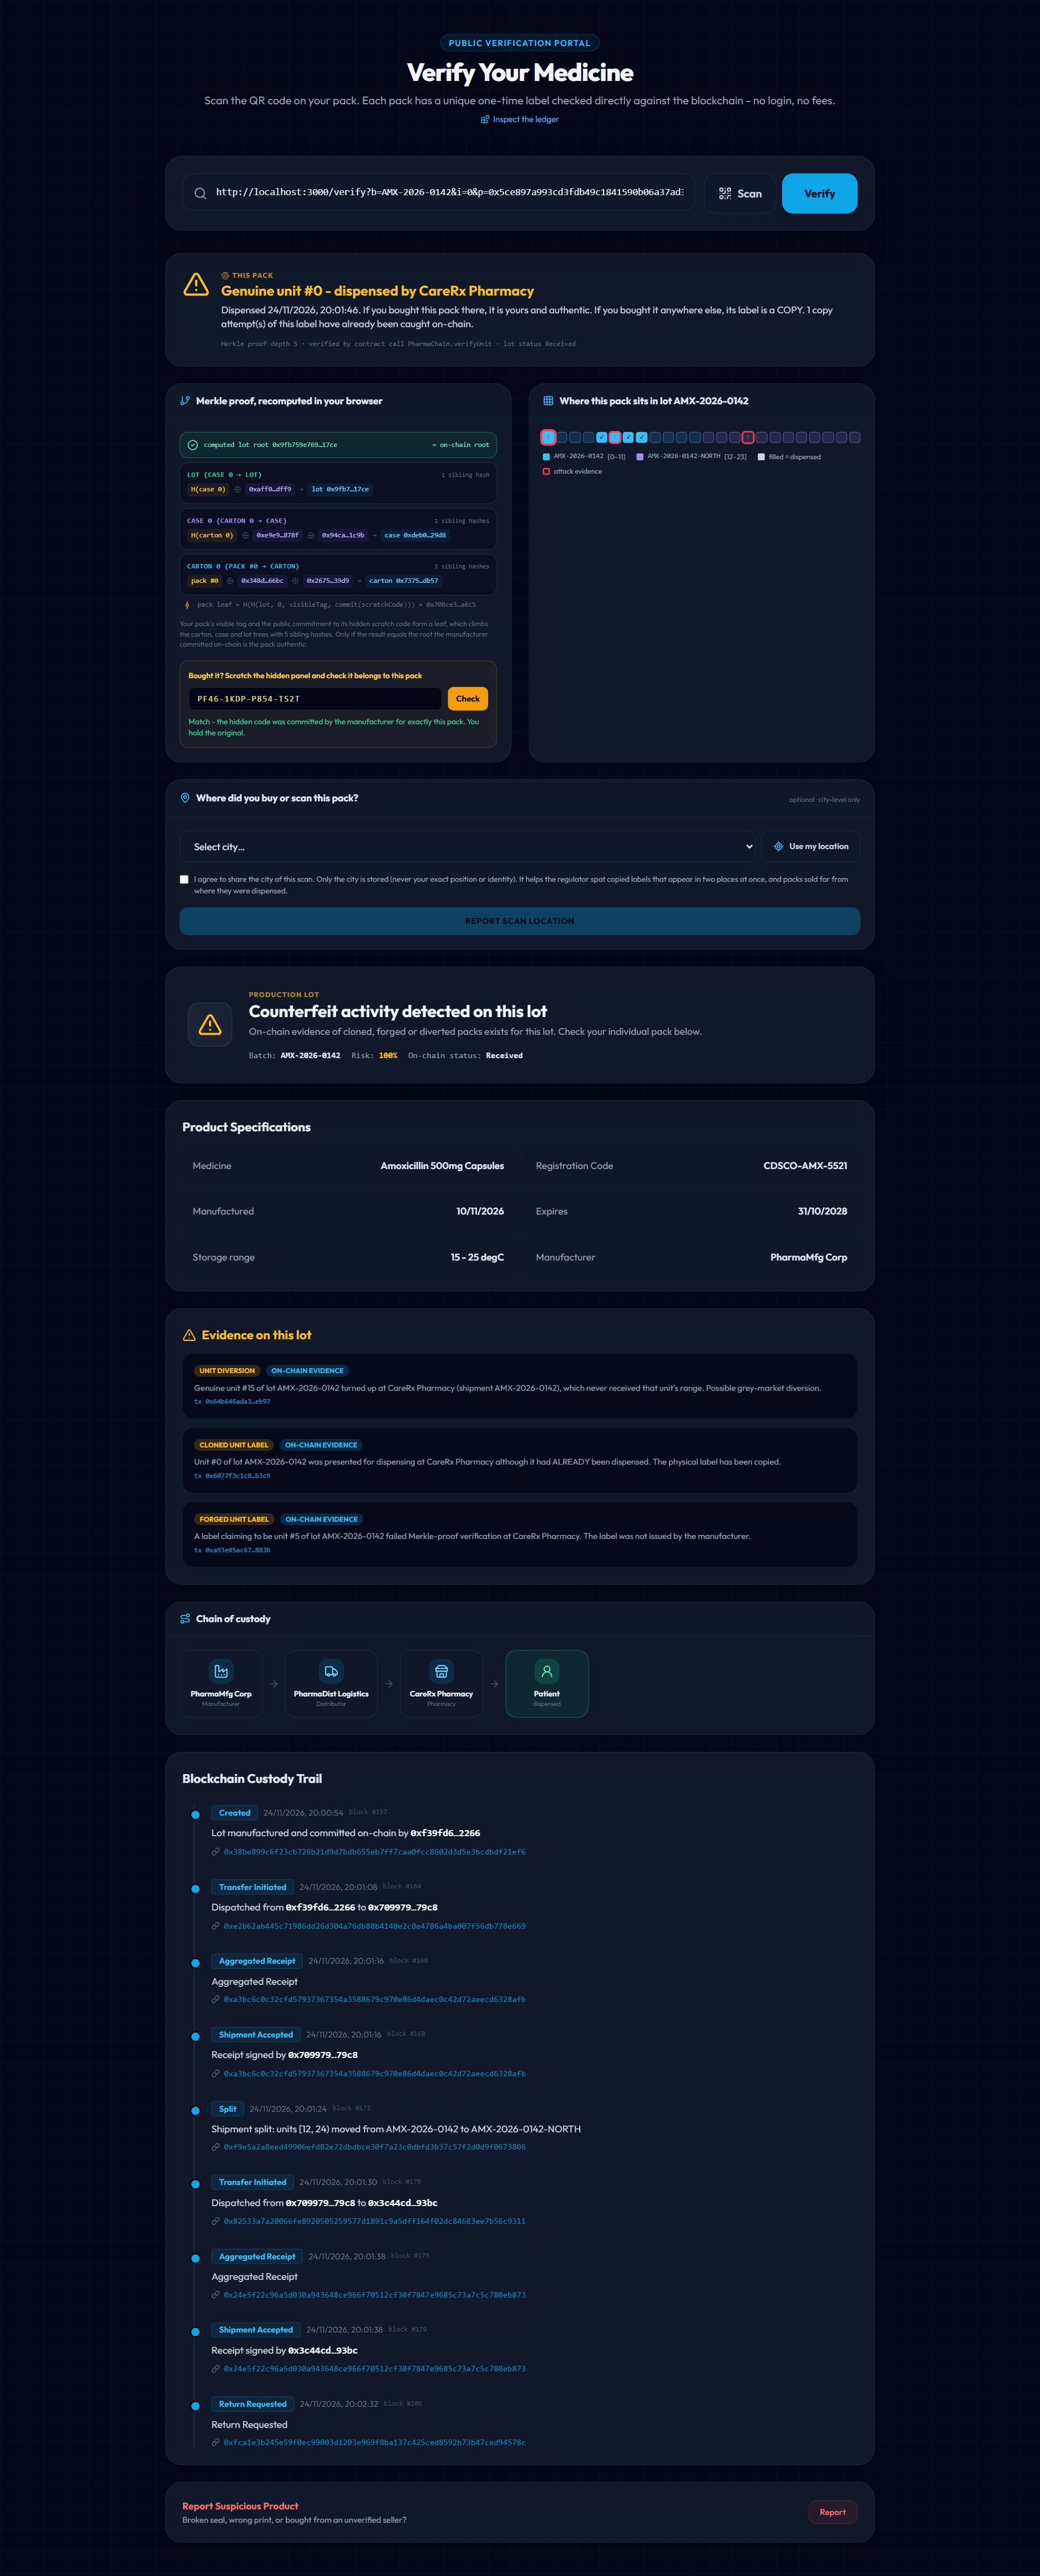 PUBLIC VERIFICATION PORTAL
Verify Your Medicine
Scan the QR code on your pack. Each pack has a unique one-time label checked directly against the blockchain - no login, no fees.
Inspect the ledger
http://localhost:3000/verify?b=AMX-2026-0142&i=0&p=0x5ce897a993cd3fdb49c1841590b06a37ad
Scan
Verify
THIS PACK
Genuine unit #0 - dispensed by CareRx Pharmacy
Dispensed 24/11/2026, 20:01:46. If you bought this pack there, it is yours and authentic. If you bought it anywhere else, its label is a COPY. 1 copy
attempt(s) of this label have already been caught on-chain.
Merkle proof depth 5 · verified by contract call PharmaChain.verifyUnit · lot status Received
Merkle proof, recomputed in your browser
computed lot root 0x9fb759e769…17ce
= on-chain root
LOT (CASE 0 → LOT)
1 sibling hash
H(case 0) ⊕ 0xaff0…dff9 → lot 0x9fb7…17ce
CASE 0 (CARTON 0 → CASE)
2 sibling hashes
H(carton 0) ⊕ 0xe9e9…878f ⊕ 0x94ca…1c9b → case 0xdeb0…29d8
CARTON 0 (PACK #0 → CARTON)
2 sibling hashes
pack #0 ⊕ 0x348d…66bc ⊕ 0x2675…39d9 → carton 0x7375…db57
pack leaf = H(H(lot, 0, visibleTag, commit(scratchCode))) = 0x708ce3…a6c5
Your pack's visible tag and the public commitment to its hidden scratch code form a leaf, which climbs
the carton, case and lot trees with 5 sibling hashes. Only if the result equals the root the manufacturer
committed on-chain is the pack authentic.
Bought it? Scratch the hidden panel and check it belongs to this pack
PF46-1KDP-P854-TS2T
Check
Match - the hidden code was committed by the manufacturer for exactly this pack. You
hold the original.
Where this pack sits in lot AMX-2026-0142
AMX-2026-0142 [0–11]
AMX-2026-0142-NORTH [12–23]
filled = dispensed
attack evidence
Where did you buy or scan this pack?
optional · city-level only
Select city…
Use my location
I agree to share the city of this scan. Only the city is stored (never your exact position or identity). It helps the regulator spot copied labels that appear in two places at once, and packs sold far from
where they were dispensed.
REPORT SCAN LOCATION
PRODUCTION LOT
Counterfeit activity detected on this lot
On-chain evidence of cloned, forged or diverted packs exists for this lot. Check your individual pack below.
Batch: AMX-2026-0142 Risk: 100% On-chain status: Received
Product Specifications
Medicine
Amoxicillin 500mg Capsules
Registration Code
CDSCO-AMX-5521
Manufactured
10/11/2026
Expires
31/10/2028
Storage range
15 - 25 degC
Manufacturer
PharmaMfg Corp
Evidence on this lot
UNIT DIVERSION
ON-CHAIN EVIDENCE
Genuine unit #15 of lot AMX-2026-0142 turned up at CareRx Pharmacy (shipment AMX-2026-0142), which never received that unit's range. Possible grey-market diversion.
tx 0x64b646ada3…eb97
CLONED UNIT LABEL
ON-CHAIN EVIDENCE
Unit #0 of lot AMX-2026-0142 was presented for dispensing at CareRx Pharmacy although it had ALREADY been dispensed. The physical label has been copied.
tx 0x6077f3c1c0…b3c9
FORGED UNIT LABEL
ON-CHAIN EVIDENCE
A label claiming to be unit #5 of lot AMX-2026-0142 failed Merkle-proof verification at CareRx Pharmacy. The label was not issued by the manufacturer.
tx 0xa93e05ac67…883b
Chain of custody
PharmaMfg Corp
Manufacturer
PharmaDist Logistics
Distributor
CareRx Pharmacy
Pharmacy
Patient
dispensed
Blockchain Custody Trail
Created 24/11/2026, 20:00:54 block #157
Lot manufactured and committed on-chain by 0xf39fd6…2266
0x38be899c6f23cb726b21d9d7bdb655eb7ff7caa0fcc8602d3d5e3bcdbdf21ef6
Transfer Initiated 24/11/2026, 20:01:08 block #164
Dispatched from 0xf39fd6…2266 to 0x709979…79c8
0xe2b62ab445c71986dd26d304a76db88b4140e2c0e4786a4ba007f56db778e669
Aggregated Receipt 24/11/2026, 20:01:16 block #168
Aggregated Receipt
0xa3bc6c0c32cfd57937367354a3588679c970e86d4daec0c42d72aeecd6328afb
Shipment Accepted 24/11/2026, 20:01:16 block #168
Receipt signed by 0x709979…79c8
0xa3bc6c0c32cfd57937367354a3588679c970e86d4daec0c42d72aeecd6328afb
Split 24/11/2026, 20:01:24 block #172
Shipment split: units [12, 24) moved from AMX-2026-0142 to AMX-2026-0142-NORTH
0xf9e5a2a8eed49906efd82e72dbdbce30f7a23c0dbfd3b37c57f2d0d9f0673806
Transfer Initiated 24/11/2026, 20:01:30 block #175
Dispatched from 0x709979…79c8 to 0x3c44cd…93bc
0x82533a7a20066fe8920505259577d1891c9a5dff164f02dc84683ee7b56c9311
Aggregated Receipt 24/11/2026, 20:01:38 block #179
Aggregated Receipt
0x24e5f22c96a5d030a943648ce966f70512cf30f7847e9685c73a7c5c780eb873
Shipment Accepted 24/11/2026, 20:01:38 block #179
Receipt signed by 0x3c44cd…93bc
0x24e5f22c96a5d030a943648ce966f70512cf30f7847e9685c73a7c5c780eb873
Return Requested 24/11/2026, 20:02:32 block #206
Return Requested
0xfca1e3b245e59f0ec99003d1203e969f8ba137c425ced8592b73b47ced94578c
Report Suspicious Product
Broken seal, wrong print, or bought from an unverified seller?
Report